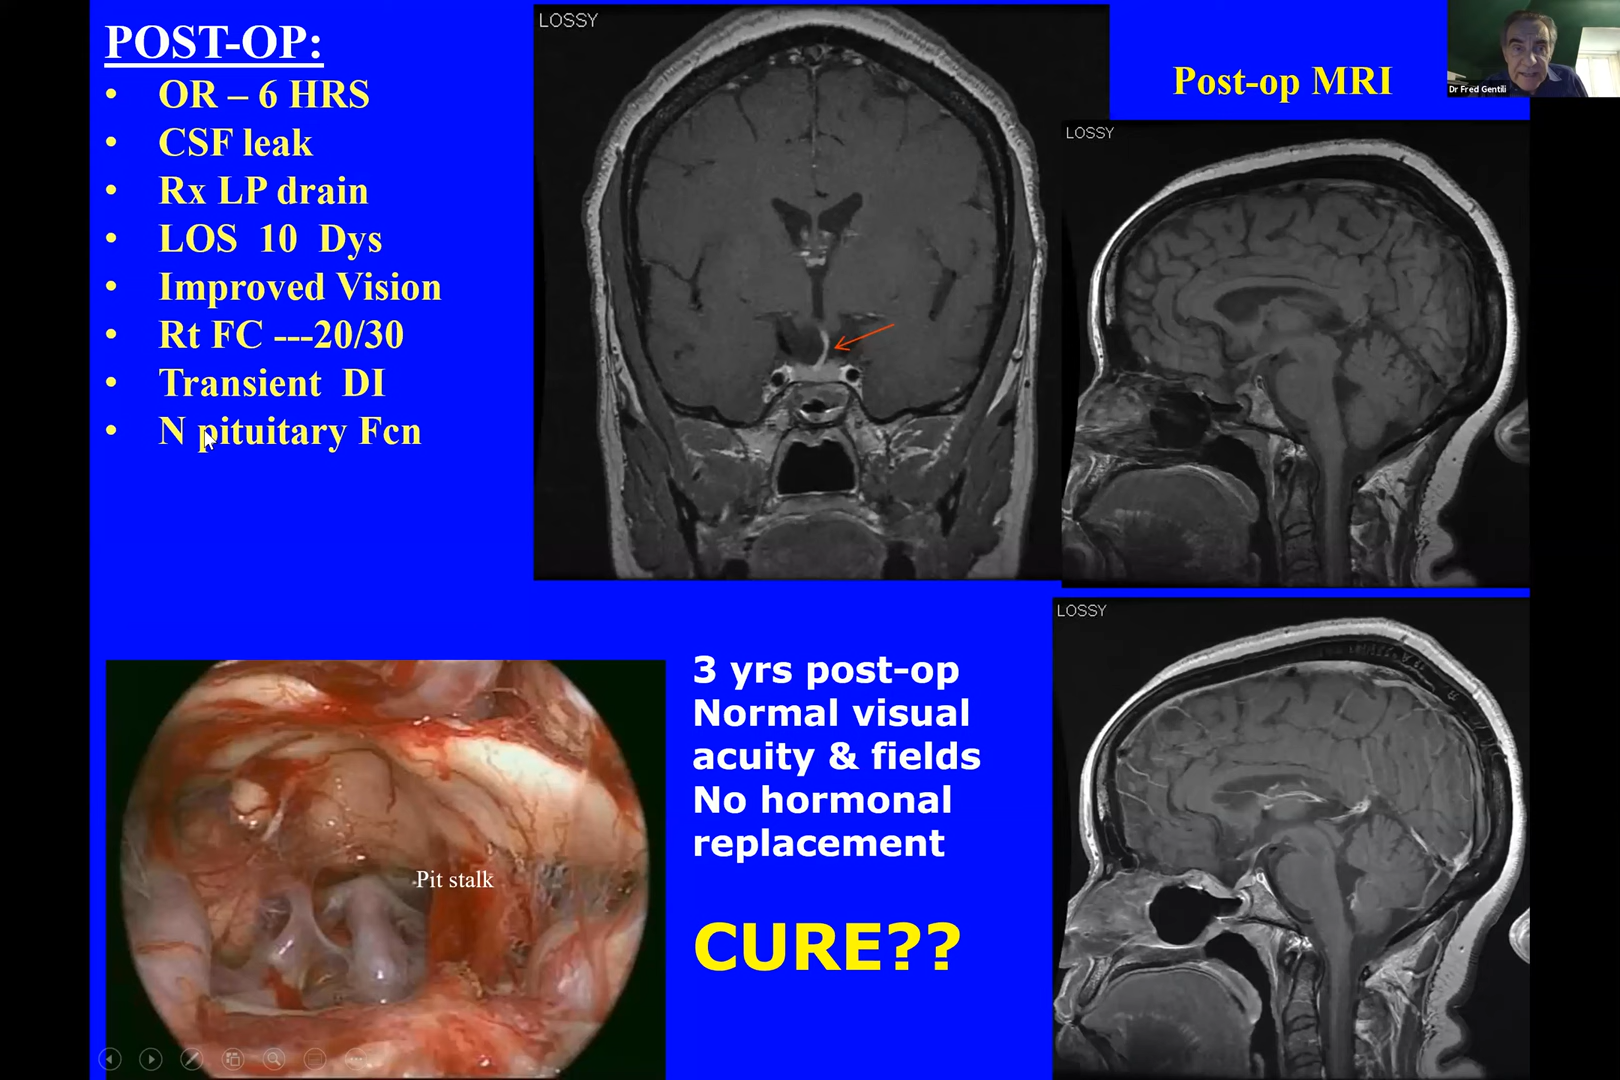 POST-OP:
• OR – 6 HRS
• CSF leak
• Rx LP drain
• LOS 10 Dys
• Improved Vision
• Rt FC ---20/30
• Transient DI
• N pituitary Fcn
LOSSY
Post-op MRI
Dr Fred Gentili
LOSSY
LOSSY
Pit stalk
3 yrs post-op
Normal visual
acuity & fields
No hormonal
replacement
CURE??